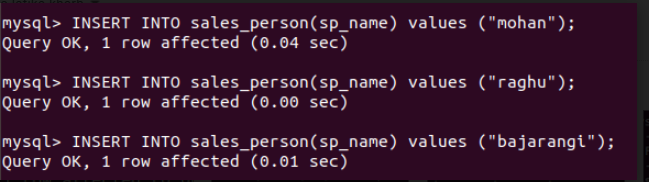 mysql> INSERT INTO sales_person(sp_name) values ("mohan");
Query OK, 1 row affected (0.04 sec)
mysql> INSERT INTO sales_person(sp_name) values ("raghu");
Query OK, 1 row affected (0.00 sec)
mysql> INSERT INTO sales_person(sp_name) values ("bajarangi");
Query OK, 1 row affected (0.01 sec)